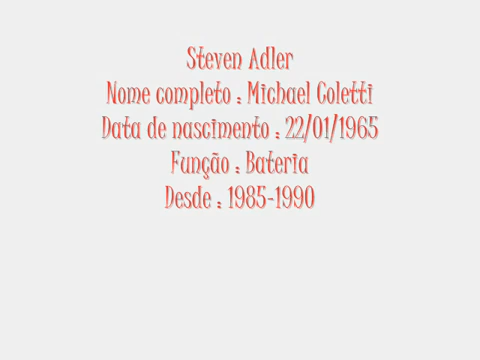 Steven Adler
Nome completo : Michael Coletti
Data de nascimento : 22/01/1965
Função : Bateria
Desde : 1985-1990